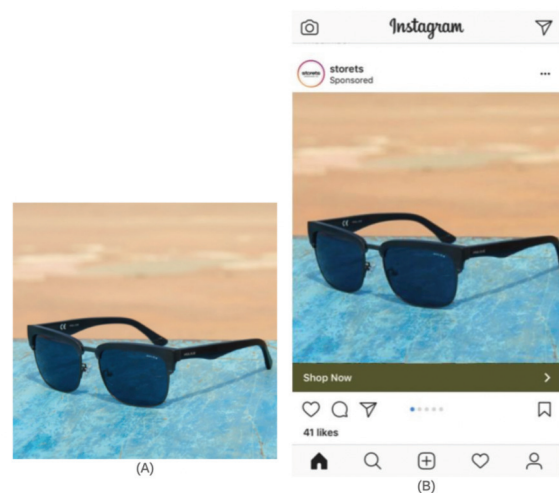 Instagram
storets
Sponsored
Shop Now
41 likes
(A)
(B)